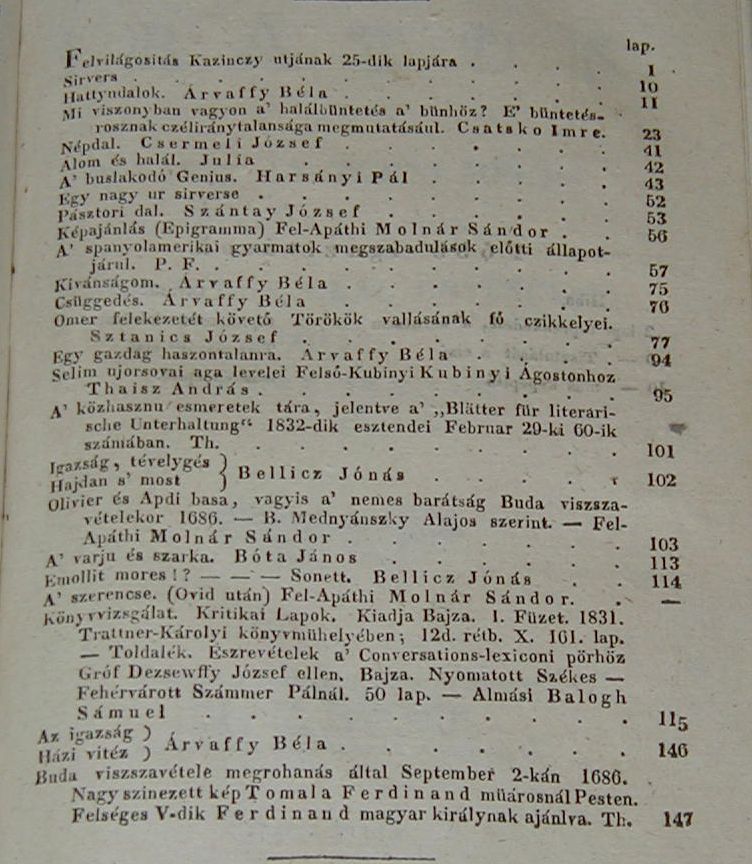 lap.
Felvilágositás Kazinczy utjának 25-dik lapjára . . . . 1
Sirvers . . . . . . . . . 10
Hattyudalok. Árvaffy Béla . . . . . . 11
Mi viszonyban vagyon a' halálbüntetés a' bünhöz? E' büntetés-
rosznak czéliránytalansága megmutatásául. Csatsko Imre. 23
Népdal. Csermeli József . . . . . . 41
Álom és halál. Julia . . . . . . 42
A' buslakodó Genius. Harsányi Pál . . . . . 43
Egy nagy ur sirverse . . . . . . . 52
Pásztori dal. Szántay József . . . . . . 53
Képajánlás (Epigramma) Fel-Apáthi Molnár Sándor . . 56
A' spanyolamerikai gyarmatok megszabadulások előtti állapot-
járul. P. F. . . . . . . . . 57
Kivánságom. Árvaffy Béla . . . . . . 75
Csüggedés. Árvaffy Béla . . . . . . 76
Omer felekezetét követő Törökök vallásának fő czikkelyei.
Sztanics József . . . . . . . 77
Egy gazdag haszontalanra. Árvaffy Béla . . . . 94
Selim ujorsovai aga levelei Felső-Kubinyi Kubinyi Ágostonhoz
Thaisz András . . . . . . . . 95
A' közhasznu esmeretek tára, jelentve a' „Blätter für literari-
sche Unterhaltung“ 1832-dik esztendei Februar 29-ki 60-ik
számában. Th. . . . . . . . . 101
Igazság, tévelygés }
Hajdan s' most } Bellicz Jónás . . . . . 102
Olivier és Apdi basa, vagyis a' nemes barátság Buda viszsza-
vételekor 1686. — B. Mednyánszky Alajos szerint. — Fel-
Apáthi Molnár Sándor . . . . . . 103
A' varju és szarka. Bóta János . . . . . 113
Emollit mores!? — — — Sonett. Bellicz Jónás . . 114
A' szerencse. (Ovid után) Fel-Apáthi Molnár Sándor. . —
Könyvvizsgálat. Kritikai Lapok. Kiadja Bajza. I. Füzet. 1831.
Trattner-Károlyi könyvmühelyében; 12d. rétb. X. 161. lap.
— Toldalék. Eszrevételek a' Conversations-lexiconi pörhöz
Gróf Dezsewffy József ellen. Bajza. Nyomatott Székes —
Fehérvárott Számmer Pálnál. 50 lap. — Almási Balogh
Sámuel . . . . . . . . . 115
Az igazság )
Házi vitéz ) Árvaffy Béla . . . . . . 146
Buda viszszavétele megrohanás által September 2-kán 1686.
Nagy szinezett kép Tomala Ferdinand müárosnál Pesten.
Felséges V-dik Ferdinand magyar királynak ajánlva. Th. 147